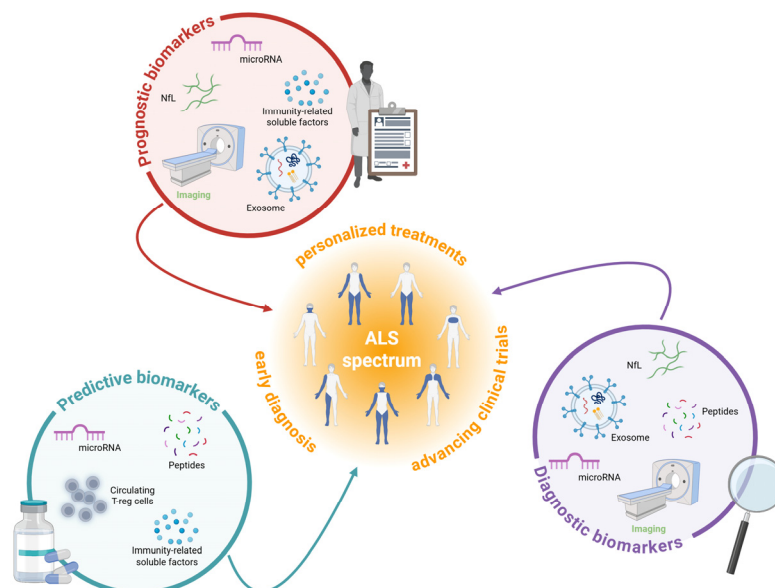 Prognostic biomarkers
microRNA
NfL
Immunity-related
soluble factors
Imaging
Exosome
personalized treatments
ALS
spectrum
early diagnosis
advancing clinical trials
Predictive biomarkers
microRNA
Peptides
Circulating
T-reg cells
Immunity-related
soluble factors
NfL
Peptides
Exosome
microRNA
Imaging
Diagnostic biomarkers